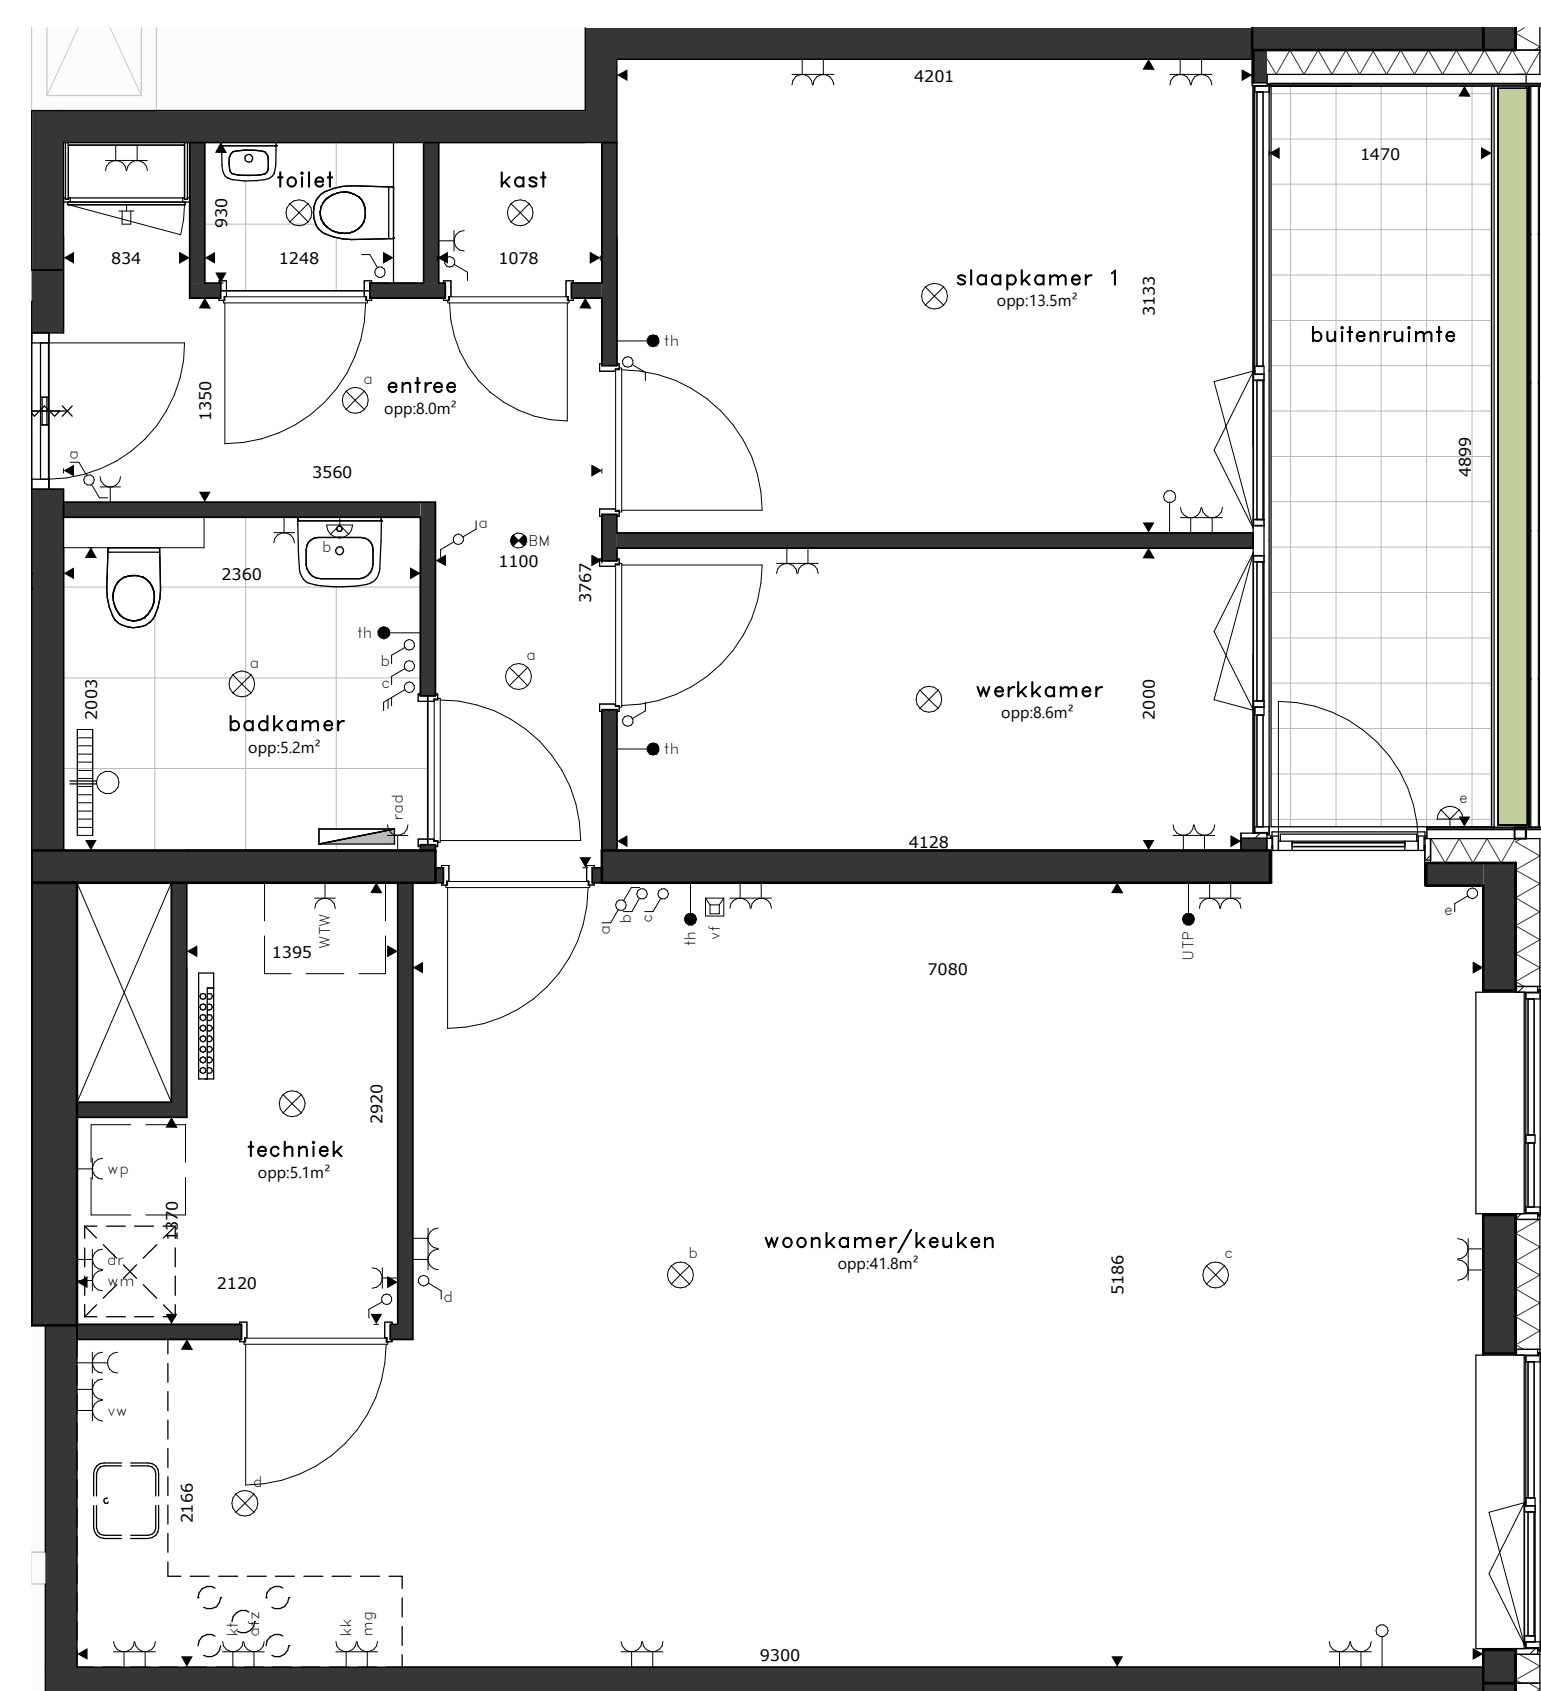 4201
1470
toilet
kast
930
834
1248
1078
slaapkamer 1
opp:13.5m²
3133
buitenruimte
th
a
entree
opp:8.0m²
1350
4899
a
3560
a
BM
b
1100
2360
3767
th
b
c
a
a
2003
werkkamer
opp:8.6m²
2000
badkamer
opp:5.2m²
th
rad
e
4128
WTW
1395
a
b
c
th
vf
UTP
e
7080
2920
techniek
opp:5.1m²
wp
1370
dr
wm
2120
d
woonkamer/keuken
opp:41.8m²
b
c
5186
vw
d
2166
kt
afz
kk
mg
9300